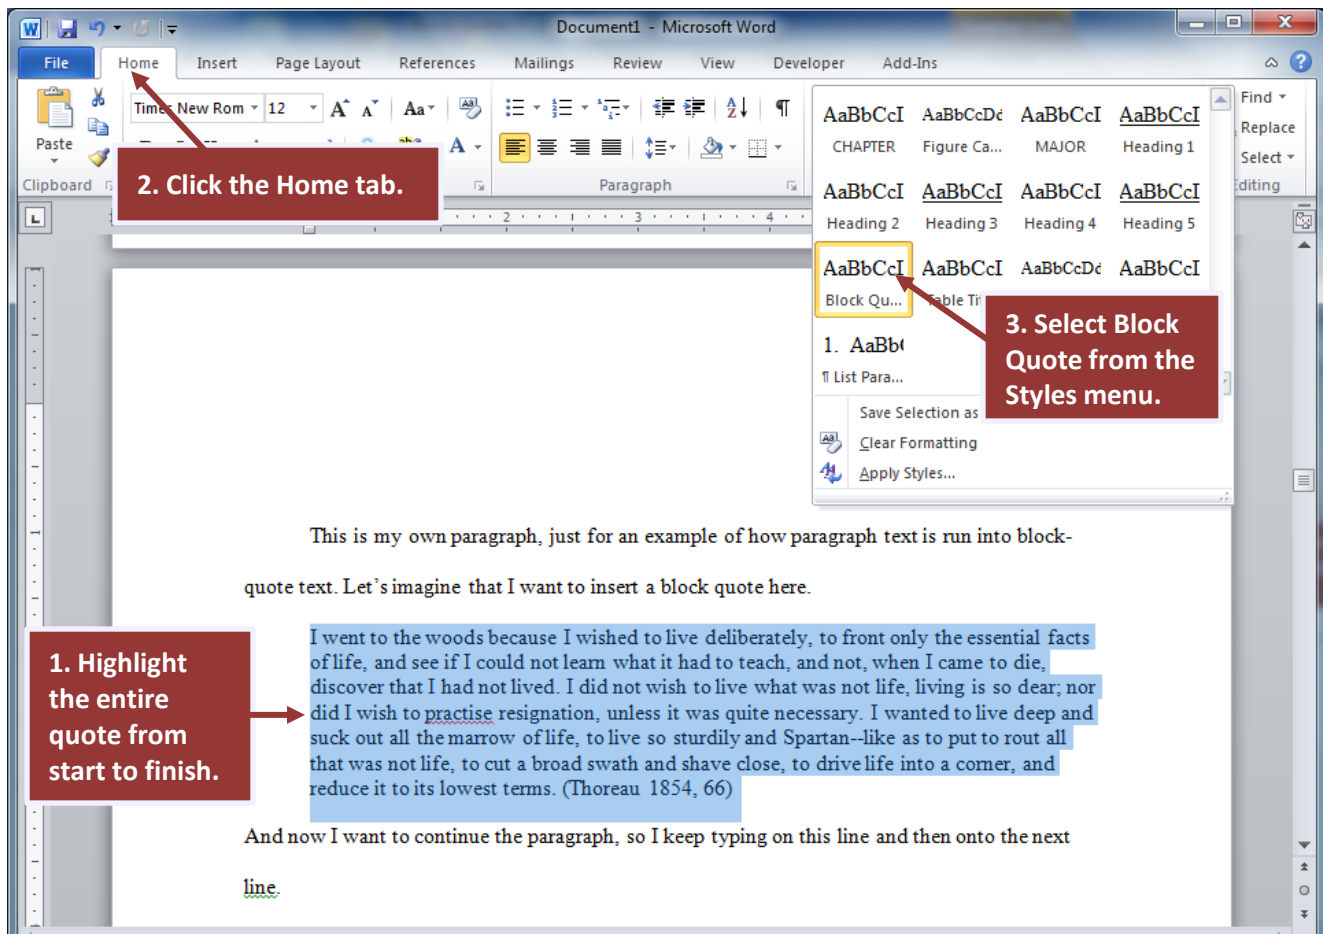 Document1 - Microsoft Word
File Home Insert Page Layout References Mailings Review View Developer Add-Ins
Times New Rom 12 Aa
Paste
Clipboard
Paragraph
Find
Replace
Select
Editing
2. Click the Home tab.
AaBbCcI AaBbCcDd AaBbCcI AaBbCcI
CHAPTER Figure Ca... MAJOR Heading 1
AaBbCcI AaBbCcI AaBbCcI AaBbCcI
Heading 2 Heading 3 Heading 4 Heading 5
AaBbCcI AaBbCcI AaBbCcDd AaBbCcI
Block Qu... Table Ti
1. AaBb
¶ List Para...
Save Selection as
Clear Formatting
Apply Styles...
3. Select Block
Quote from the
Styles menu.
2 3 4
This is my own paragraph, just for an example of how paragraph text is run into block-
quote text. Let's imagine that I want to insert a block quote here.
1. Highlight
the entire
quote from
start to finish.
I went to the woods because I wished to live deliberately, to front only the essential facts
of life, and see if I could not learn what it had to teach, and not, when I came to die,
discover that I had not lived. I did not wish to live what was not life, living is so dear; nor
did I wish to practise resignation, unless it was quite necessary. I wanted to live deep and
suck out all the marrow of life, to live so sturdily and Spartan--like as to put to rout all
that was not life, to cut a broad swath and shave close, to drive life into a corner, and
reduce it to its lowest terms. (Thoreau 1854, 66)
And now I want to continue the paragraph, so I keep typing on this line and then onto the next
line.